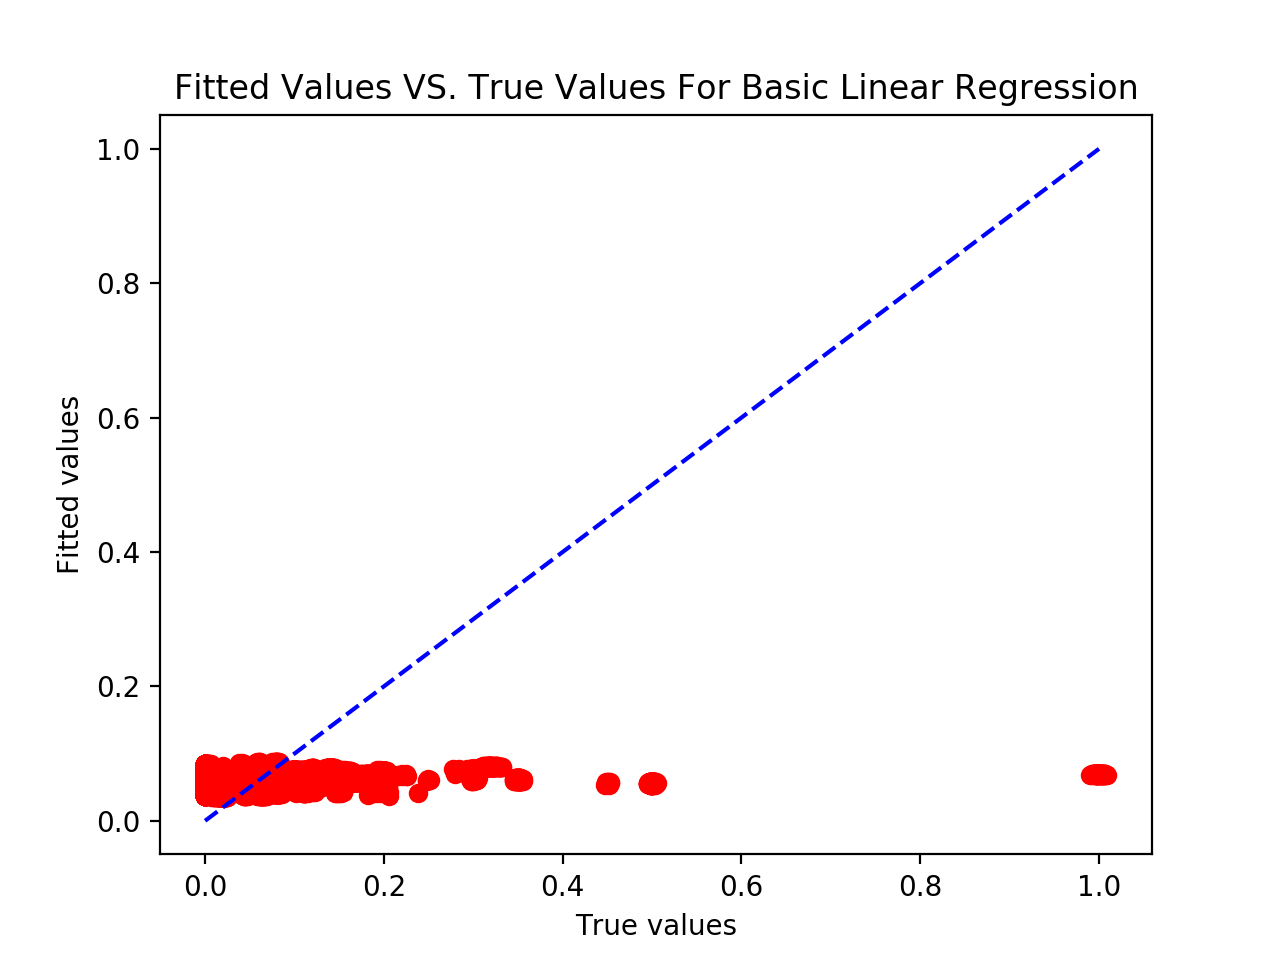 Fitted Values VS. True Values For Basic Linear Regression
1.0
0.8
0.6
0.4
0.2
0.0
Fitted values
0.0 0.2 0.4 0.6 0.8 1.0
True values